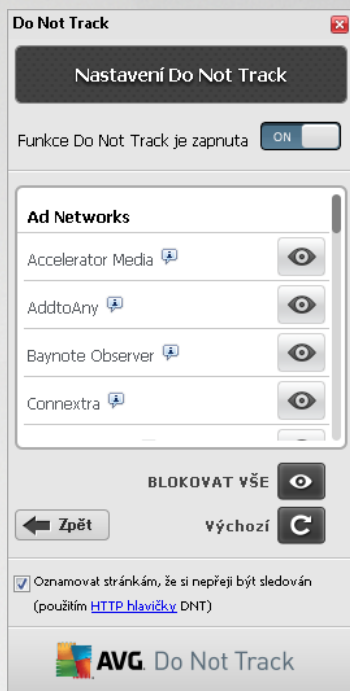 Do Not Track
Nastavení Do Not Track
Funkce Do Not Track je zapnuta ON
Ad Networks
Accelerator Media
AddtoAny
Baynote Observer
Connextra
BLOKOVAT VŠE
Zpět
Výchozí
Oznamovat stránkám, že si nepřeji být sledován
(použitím HTTP hlavičky DNT)
AVG. Do Not Track